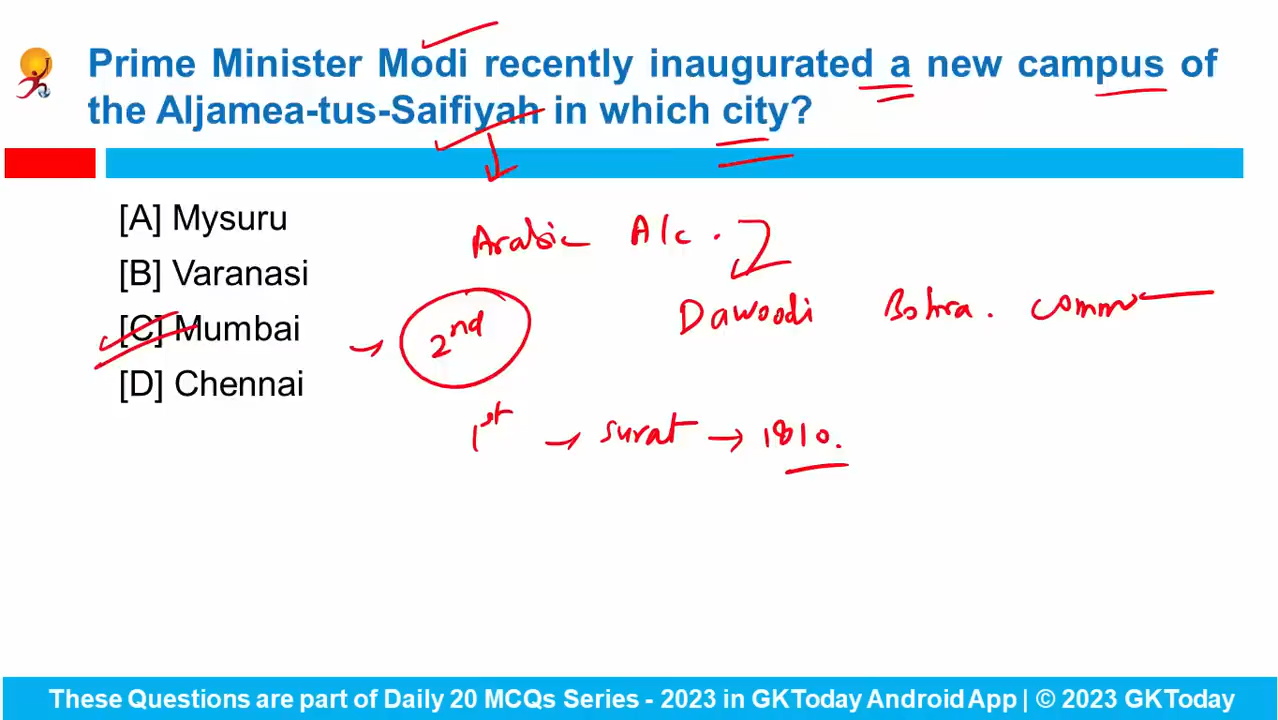 Prime Minister Modi recently inaugurated a new campus of
the Aljamea-tus-Saifiyah in which city?
[A] Mysuru
[B] Varanasi
[C] Mumbai
[D] Chennai
Arabic A/c.
Dawoodi Bohra. comm
2nd
1st → surat → 1810.
These Questions are part of Daily 20 MCQs Series - 2023 in GKToday Android App | © 2023 GKToday